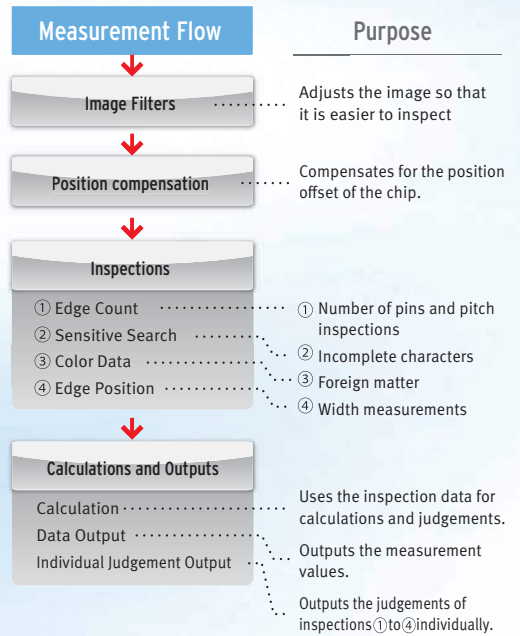 Measurement Flow
Purpose
Image Filters
Adjusts the image so that
it is easier to inspect
Position compensation
Compensates for the position
offset of the chip.
Inspections
① Edge Count
① Number of pins and pitch
inspections
② Sensitive Search
② Incomplete characters
③ Color Data
③ Foreign matter
④ Edge Position
④ Width measurements
Calculations and Outputs
Calculation
Uses the inspection data for
calculations and judgements.
Data Output
Outputs the measurement
values.
Individual Judgement Output
Outputs the judgements of
inspections①to④individually.